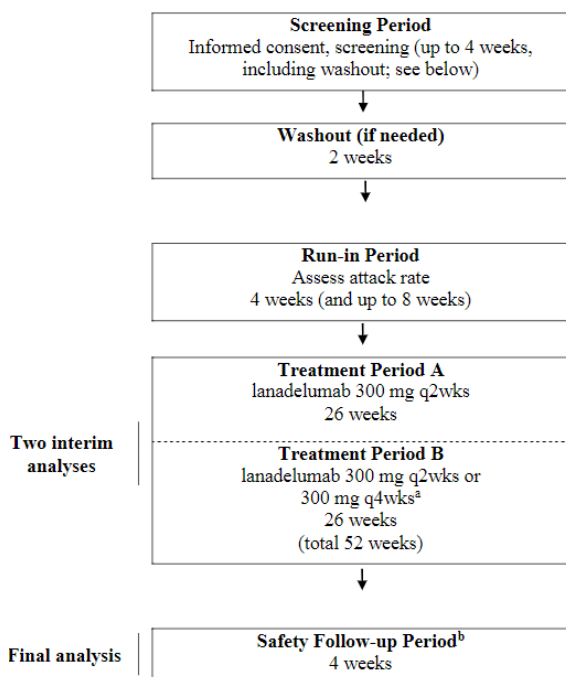 Screening Period
Informed consent, screening (up to 4 weeks,
including washout; see below)
Washout (if needed)
2 weeks
Run-in Period
Assess attack rate
4 weeks (and up to 8 weeks)
Treatment Period A
lanadelumab 300 mg q2wks
26 weeks
Two interim
analyses
Treatment Period B
lanadelumab 300 mg q2wks or
300 mg q4wksᵃ
26 weeks
(total 52 weeks)
Final analysis
Safety Follow-up Periodᵇ
4 weeks